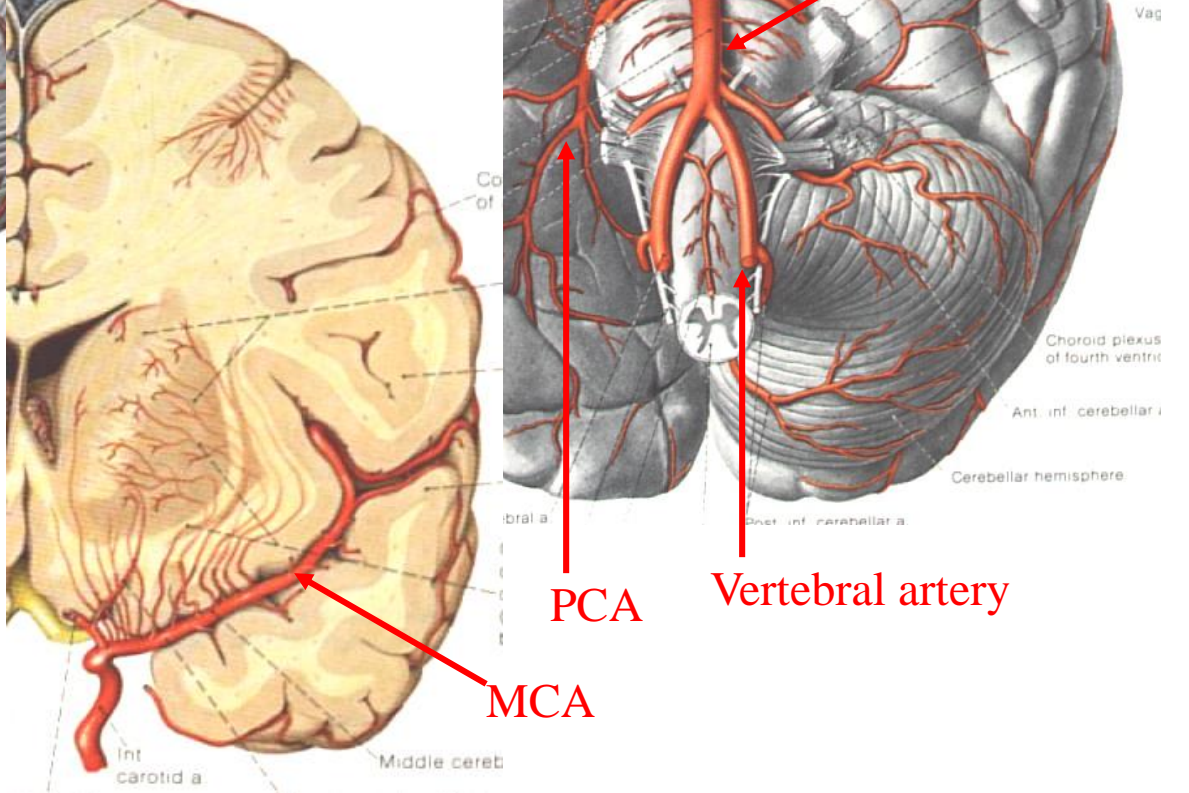 Vag
Co
of
Choroid plexus
of fourth ventric
Ant. inf. cerebellar a
Cerebellar hemisphere
bral a.
Post. inf. cerebellar a.
PCA
Vertebral artery
MCA
Int.
carotid a.
Middle cereb